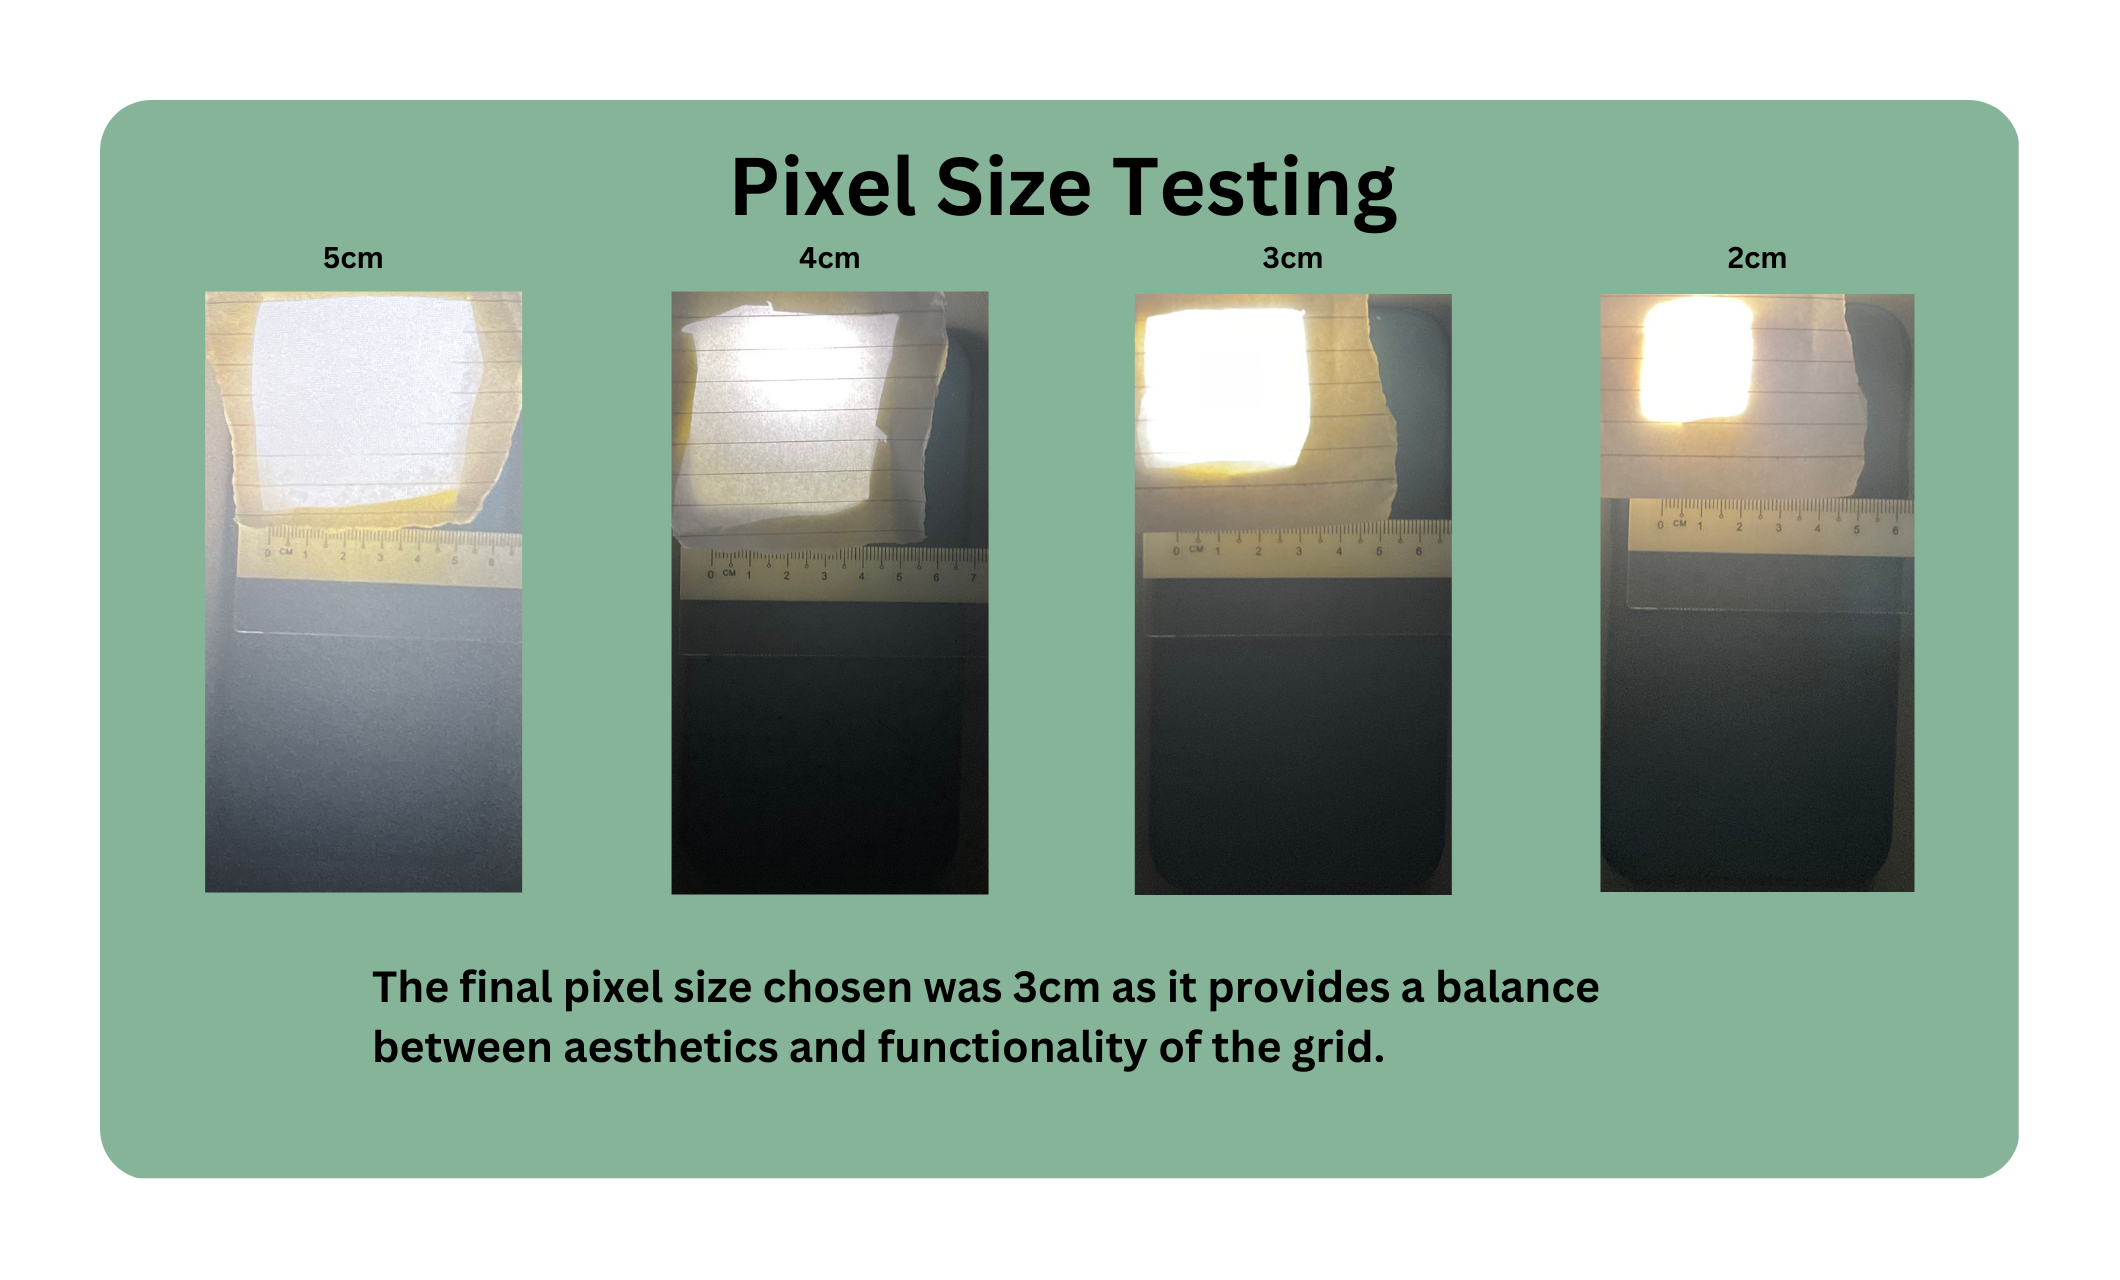 Pixel Size Testing
5cm
4cm
3cm
2cm
0 CM 1 2 3 4 5 6
0 CM 1 2 3 4 5 6 7
0 CM 1 2 3 4 5 6
0 CM 1 2 3 4 5 6
The final pixel size chosen was 3cm as it provides a balance
between aesthetics and functionality of the grid.